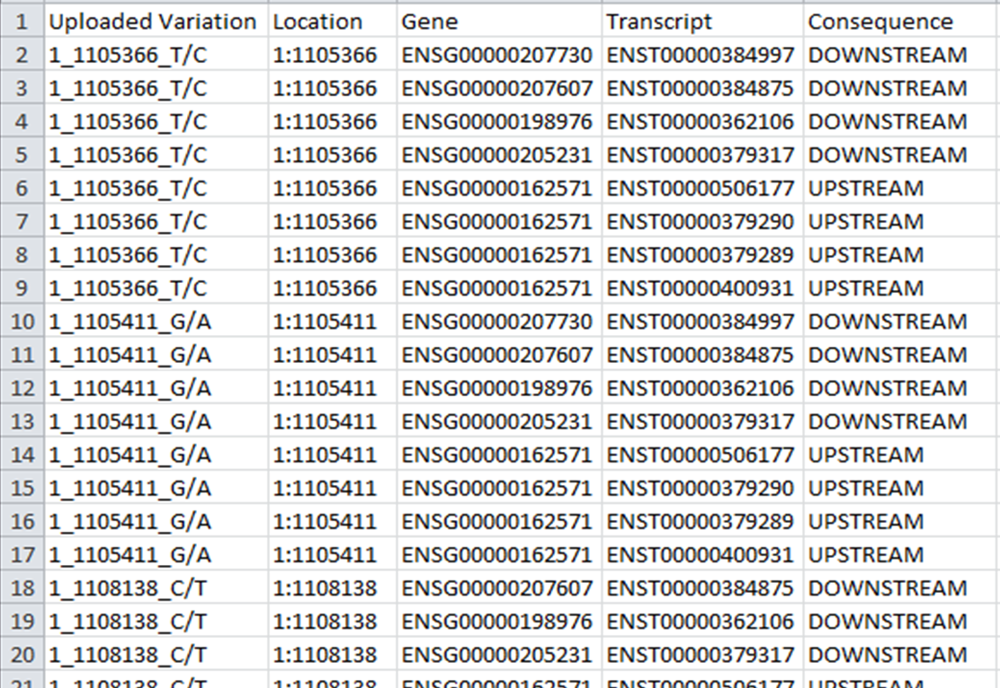 1 Uploaded Variation Location Gene Transcript Consequence
2 1_1105366_T/C 1:1105366 ENSG00000207730 ENST00000384997 DOWNSTREAM
3 1_1105366_T/C 1:1105366 ENSG00000207607 ENST00000384875 DOWNSTREAM
4 1_1105366_T/C 1:1105366 ENSG00000198976 ENST00000362106 DOWNSTREAM
5 1_1105366_T/C 1:1105366 ENSG00000205231 ENST00000379317 DOWNSTREAM
6 1_1105366_T/C 1:1105366 ENSG00000162571 ENST00000506177 UPSTREAM
7 1_1105366_T/C 1:1105366 ENSG00000162571 ENST00000379290 UPSTREAM
8 1_1105366_T/C 1:1105366 ENSG00000162571 ENST00000379289 UPSTREAM
9 1_1105366_T/C 1:1105366 ENSG00000162571 ENST00000400931 UPSTREAM
10 1_1105411_G/A 1:1105411 ENSG00000207730 ENST00000384997 DOWNSTREAM
11 1_1105411_G/A 1:1105411 ENSG00000207607 ENST00000384875 DOWNSTREAM
12 1_1105411_G/A 1:1105411 ENSG00000198976 ENST00000362106 DOWNSTREAM
13 1_1105411_G/A 1:1105411 ENSG00000205231 ENST00000379317 DOWNSTREAM
14 1_1105411_G/A 1:1105411 ENSG00000162571 ENST00000506177 UPSTREAM
15 1_1105411_G/A 1:1105411 ENSG00000162571 ENST00000379290 UPSTREAM
16 1_1105411_G/A 1:1105411 ENSG00000162571 ENST00000379289 UPSTREAM
17 1_1105411_G/A 1:1105411 ENSG00000162571 ENST00000400931 UPSTREAM
18 1_1108138_C/T 1:1108138 ENSG00000207607 ENST00000384875 DOWNSTREAM
19 1_1108138_C/T 1:1108138 ENSG00000198976 ENST00000362106 DOWNSTREAM
20 1_1108138_C/T 1:1108138 ENSG00000205231 ENST00000379317 DOWNSTREAM
21 1_1108138_C/T 1:1108138 ENSG00000162571 ENST00000506177 UPSTREAM